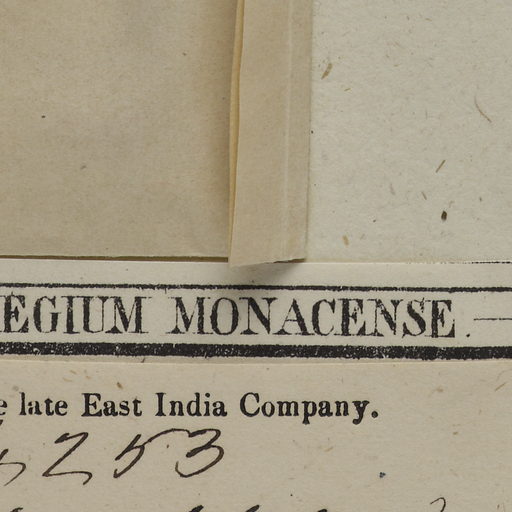 EGIUM MONACENSE.
e late East India Company.
253